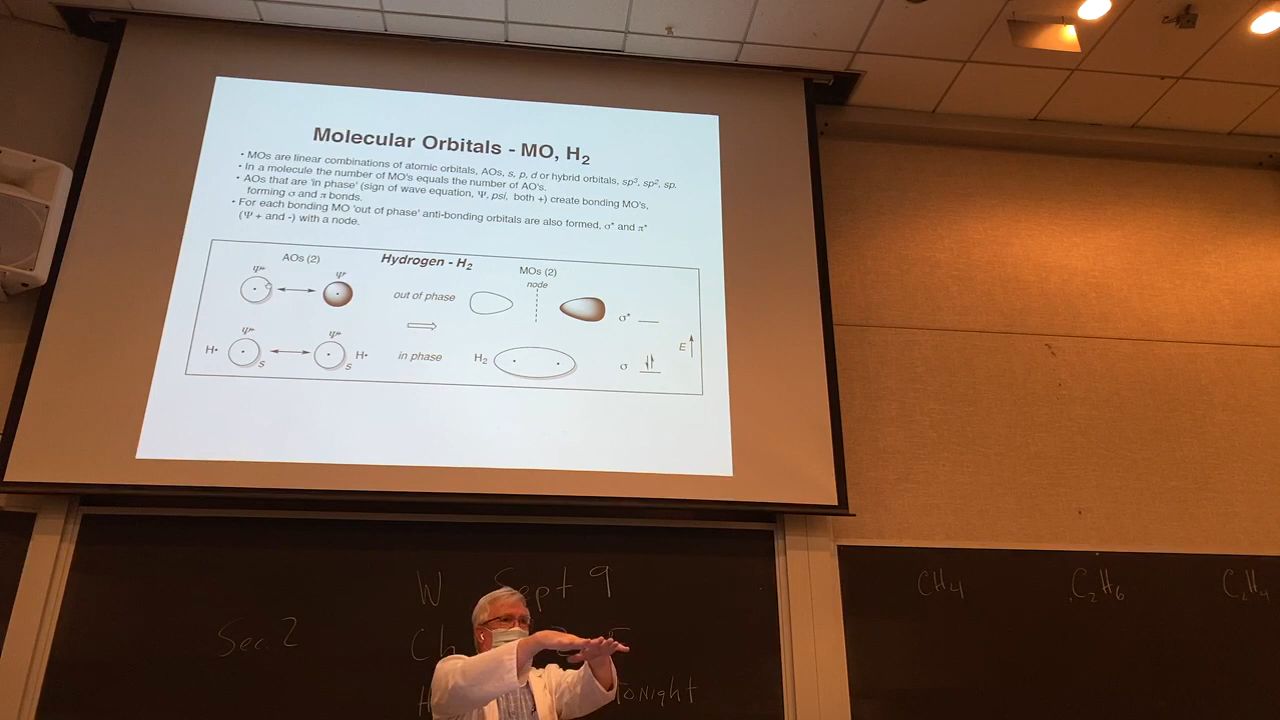 Molecular Orbitals - MO, H₂
• MOs are linear combinations of atomic orbitals, AOs, s, p, d or hybrid orbitals, sp³, sp², sp.
• In a molecule the number of MO's equals the number of AO's.
• AOs that are 'in phase' (sign of wave equation, Ψ, psi, both +) create bonding MO's,
forming σ and π bonds.
• For each bonding MO 'out of phase' anti-bonding orbitals are also formed, σ* and π*
(Ψ + and -) with a node.
AOs (2) Hydrogen - H₂ MOs (2)
node
out of phase
σ*
H• s s H• in phase H₂ σ E
W Sept 9
Sec. 2 Ch
Tonight
CH₄ C₂H₆ C₂H₄